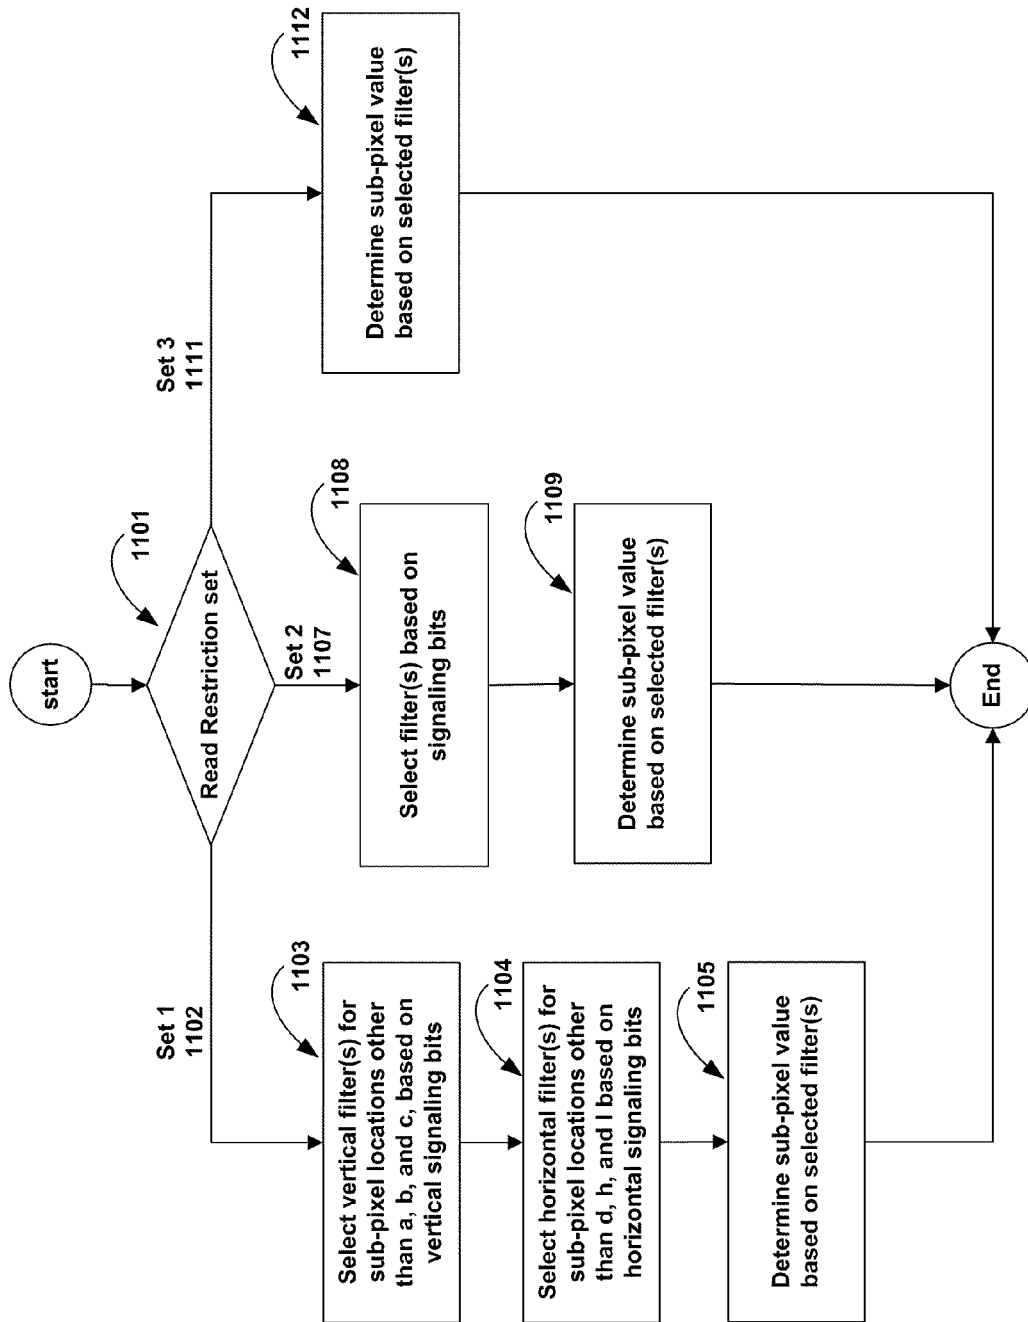 start
Read Restriction set
1101
Set 1
1102
Select vertical filter(s) for
sub-pixel locations other
than a, b, and c, based on
vertical signaling bits
1103
Select horizontal filter(s) for
sub-pixel locations other
than d, h, and l based on
horizontal signaling bits
1104
Determine sub-pixel value
based on selected filter(s)
1105
Set 2
1107
Select filter(s) based on
signaling bits
1108
Determine sub-pixel value
based on selected filter(s)
1109
Set 3
1111
Determine sub-pixel value
based on selected filter(s)
1112
End